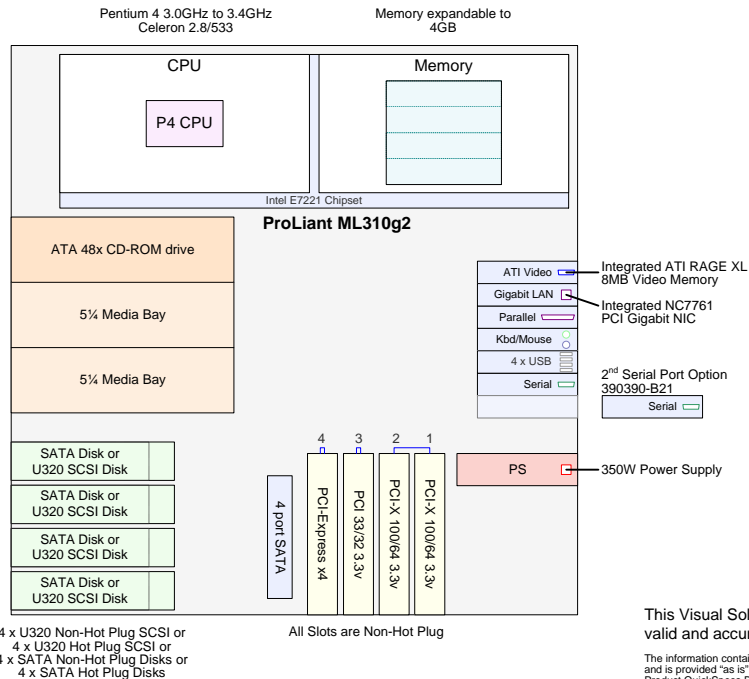 Pentium 4 3.0GHz to 3.4GHz
Celeron 2.8/533
Memory expandable to
4GB
CPU
Memory
P4 CPU
Intel E7221 Chipset
ProLiant ML310g2
ATA 48x CD-ROM drive
5¼ Media Bay
5¼ Media Bay
ATI Video
Integrated ATI RAGE XL
8MB Video Memory
Gigabit LAN
Integrated NC7761
PCI Gigabit NIC
Parallel
Kbd/Mouse
4 x USB
Serial
2nd Serial Port Option
390390-B21
Serial
SATA Disk or
U320 SCSI Disk
SATA Disk or
U320 SCSI Disk
SATA Disk or
U320 SCSI Disk
SATA Disk or
U320 SCSI Disk
4 port SATA
4
3
2
1
PCI-Express x4
PCI 33/32 3.3v
PCI-X 100/64 3.3v
PCI-X 100/64 3.3v
PS
350W Power Supply
4 x U320 Non-Hot Plug SCSI or
4 x U320 Hot Plug SCSI or
4 x SATA Non-Hot Plug Disks or
4 x SATA Hot Plug Disks
All Slots are Non-Hot Plug
This Visual Sol
valid and accur
The information contai
and is provided "as is"